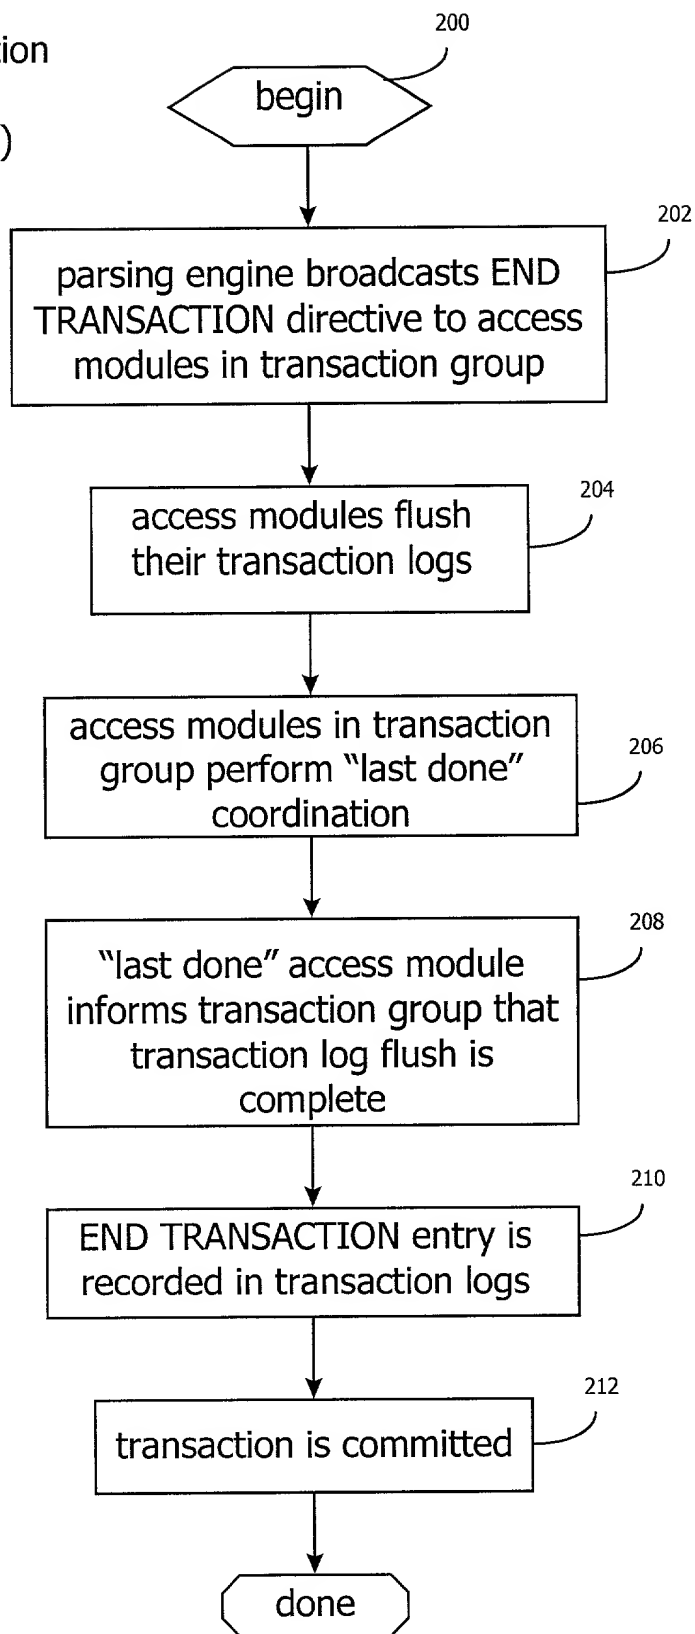 200
begin
)
202
parsing engine broadcasts END
TRANSACTION directive to access
modules in transaction group
204
access modules flush
their transaction logs
access modules in transaction
206
group perform “last done”
coordination
208
“last done” access module
informs transaction group that
transaction log flush is
complete
210
END TRANSACTION entry is
recorded in transaction logs
212
transaction is committed
done